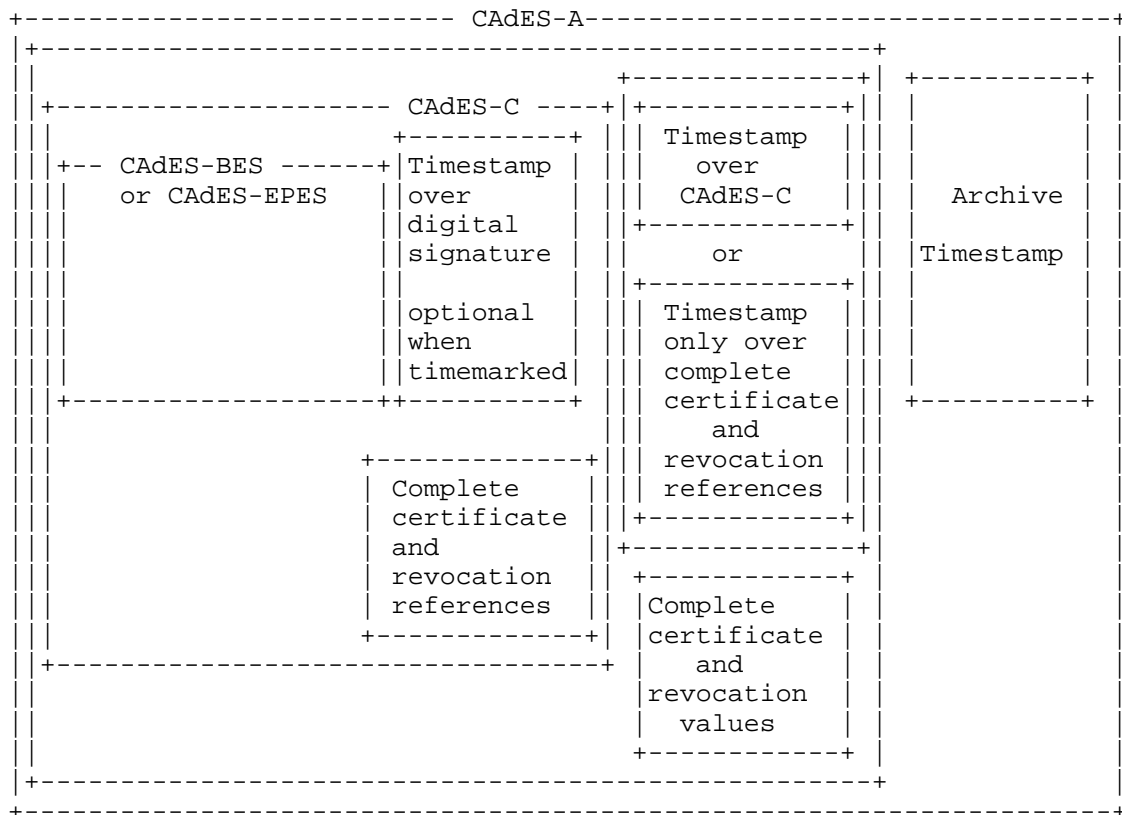 CAdES-A
CAdES-C
CAdES-BES
or CAdES-EPES
Timestamp
over
digital
signature
optional
when
timemarked
Complete
certificate
and
revocation
references
Timestamp
over
CAdES-C
or
Timestamp
only over
complete
certificate
and
revocation
references
Complete
certificate
and
revocation
values
Archive
Timestamp